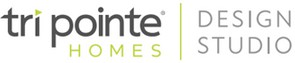 tri pointe®
HOMES
DESIGN
STUDIO